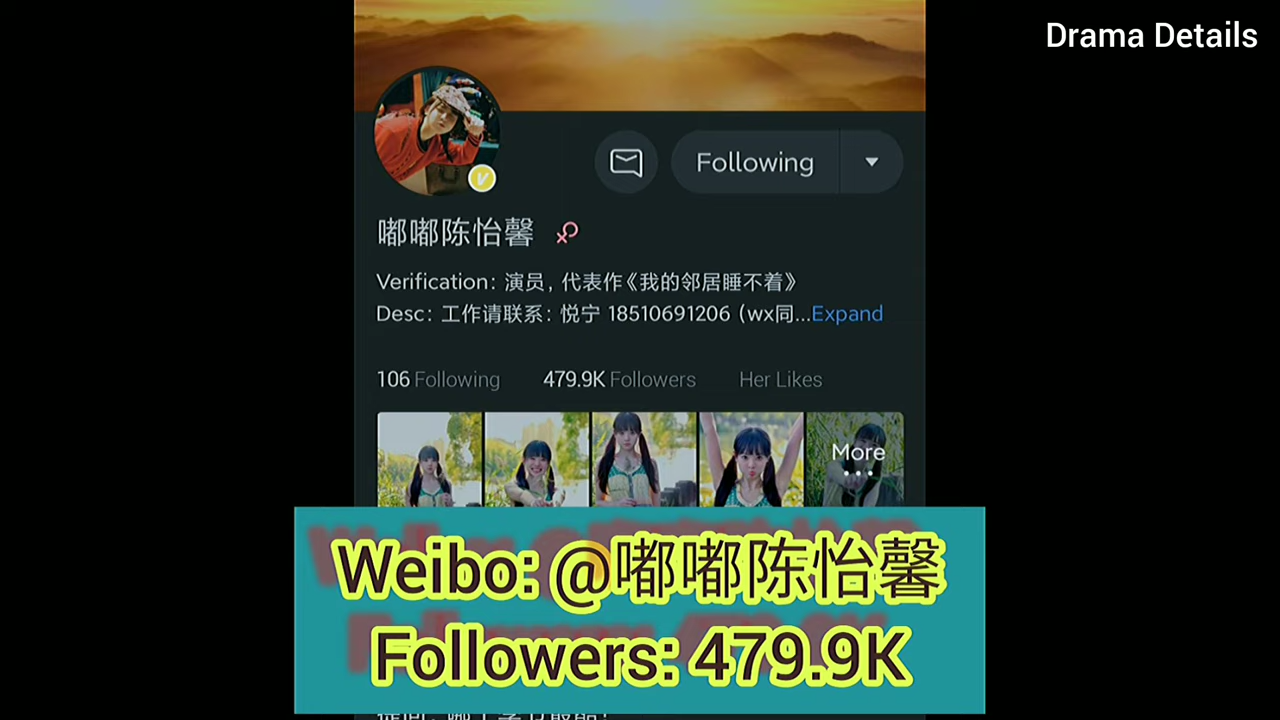 Drama Details
Following
嘟嘟陈怡馨
Verification: 演员, 代表作《我的邻居睡不着》
Desc: 工作请联系: 悦宁 18510691206 (wx同...Expand
106 Following 479.9K Followers Her Likes
More
Weibo: @嘟嘟陈怡馨
Followers: 479.9K